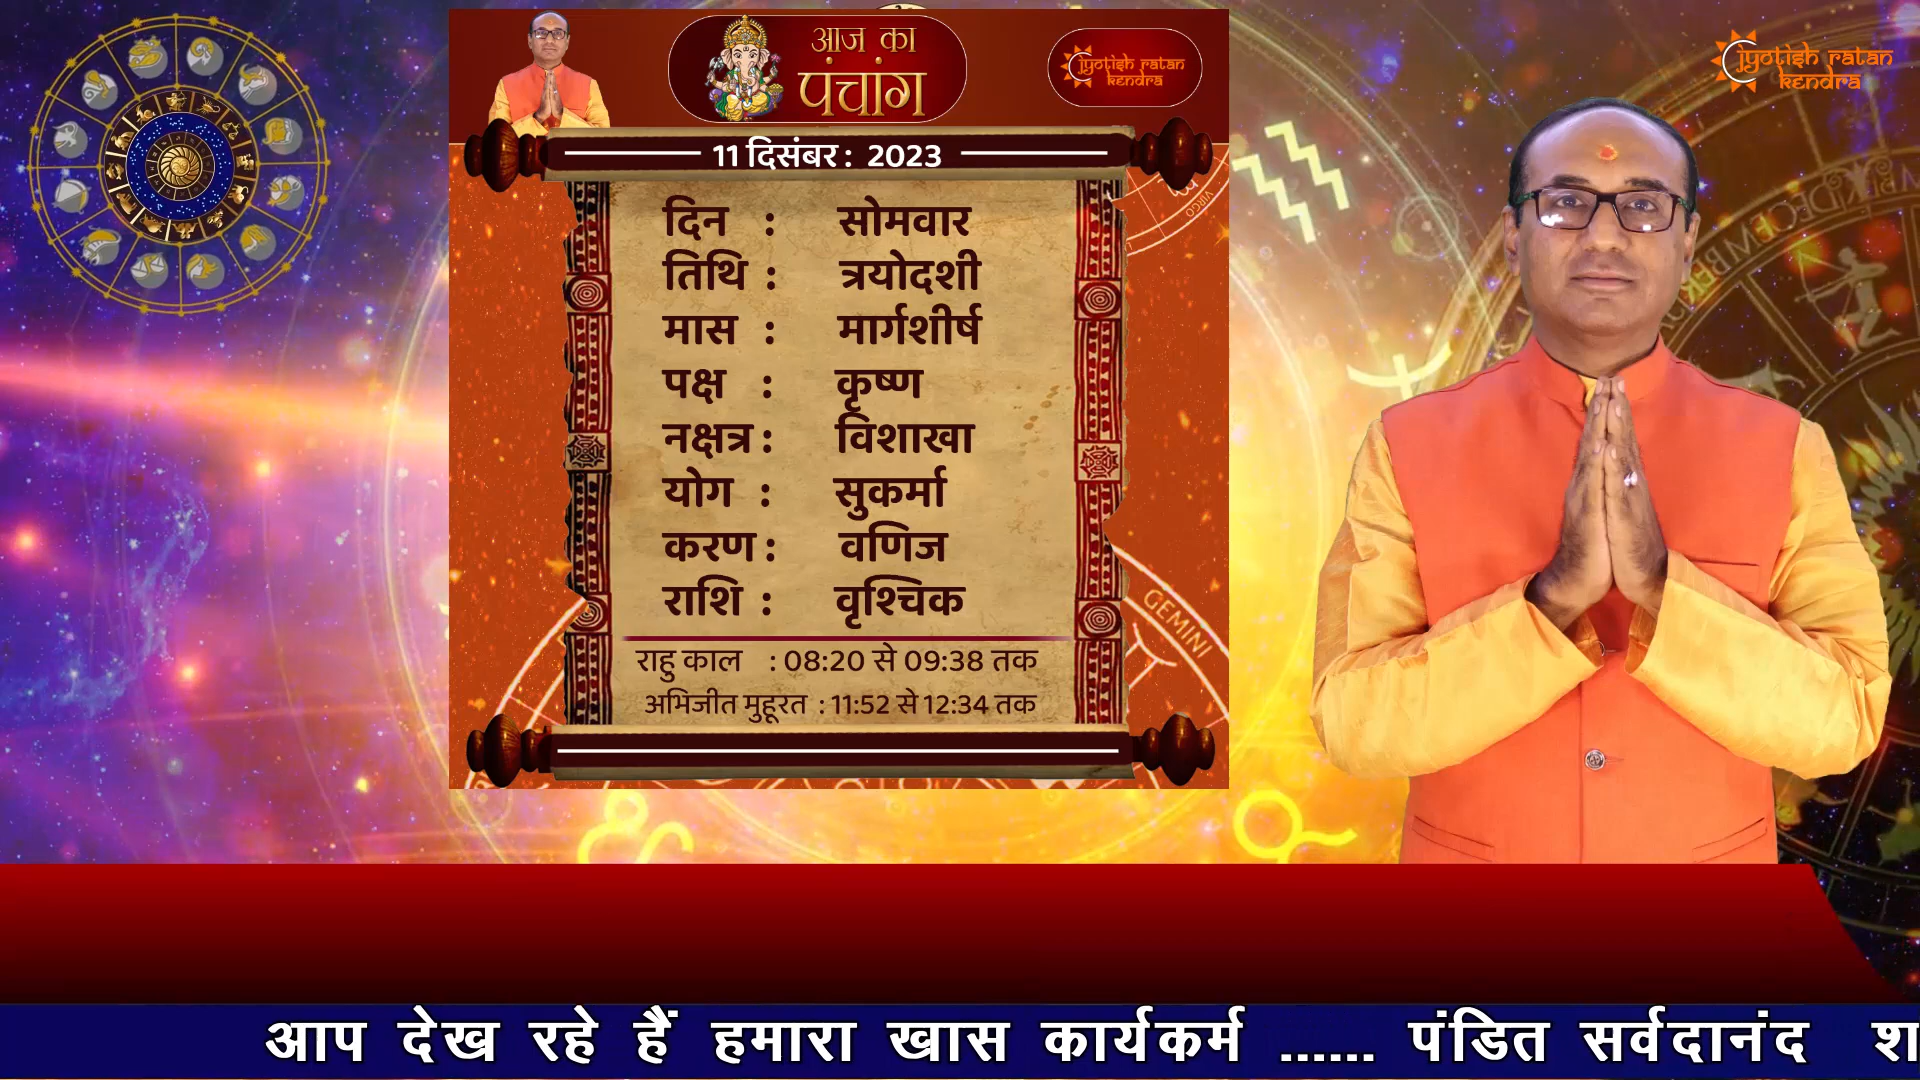 आज का
पंचांग
Jyotish Ratan
Kendra
Jyotish Ratan
Kendra
11 दिसंबर : 2023
दिन : सोमवार
तिथि : त्रयोदशी
मास : मार्गशीर्ष
पक्ष : कृष्ण
नक्षत्र : विशाखा
योग : सुकर्मा
करण : वणिज
राशि : वृश्चिक
राहु काल : 08:20 से 09:38 तक
अभिजीत मुहूरत : 11:52 से 12:34 तक
VIRGO
GEMINI
आप देख रहे हैं हमारा खास कार्यकर्म ...... पंडित सर्वदानंद श